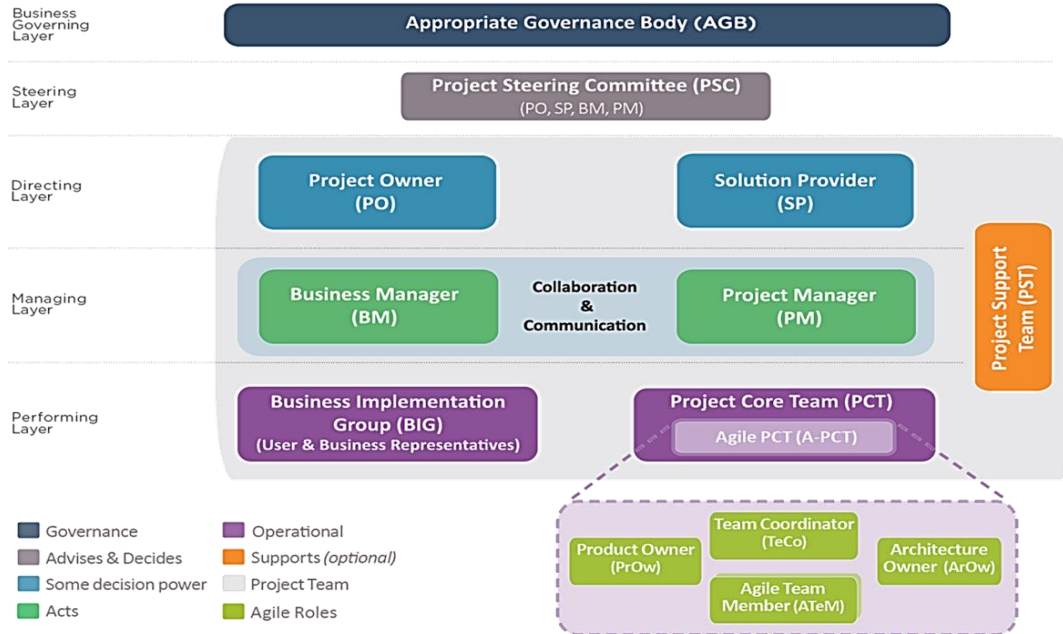 Business
Governing
Layer
Appropriate Governance Body (AGB)
Steering
Layer
Project Steering Committee (PSC)
(PO, SP, BM, PM)
Directing
Layer
Project Owner
(PO)
Solution Provider
(SP)
Managing
Layer
Business Manager
(BM)
Collaboration
&
Communication
Project Manager
(PM)
Project Support
Team (PST)
Performing
Layer
Business Implementation
Group (BIG)
(User & Business Representatives)
Project Core Team (PCT)
Agile PCT (A-PCT)
Governance
Advises & Decides
Some decision power
Acts
Operational
Supports (optional)
Project Team
Agile Roles
Product Owner
(PrOw)
Team Coordinator
(TeCo)
Agile Team
Member (ATeM)
Architecture
Owner (ArOw)